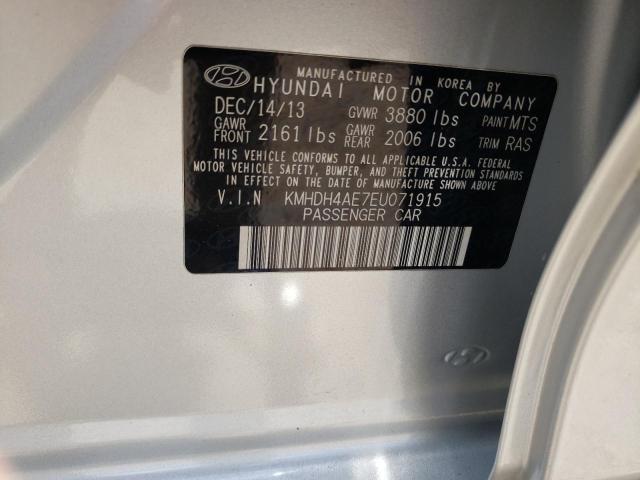 MANUFACTURED IN KOREA BY
HYUNDAI MOTOR COMPANY
DEC/14/13 GVWR 3880 lbs PAINT MTS
GAWR FRONT 2161 lbs GAWR REAR 2006 lbs TRIM RAS
THIS VEHICLE CONFORMS TO ALL APPLICABLE U.S.A. FEDERAL
MOTOR VEHICLE SAFETY, BUMPER, AND THEFT PREVENTION STANDARDS
IN EFFECT ON THE DATE OF MANUFACTURE SHOWN ABOVE.
V.I.N KMHDH4AE7EU071915
PASSENGER CAR